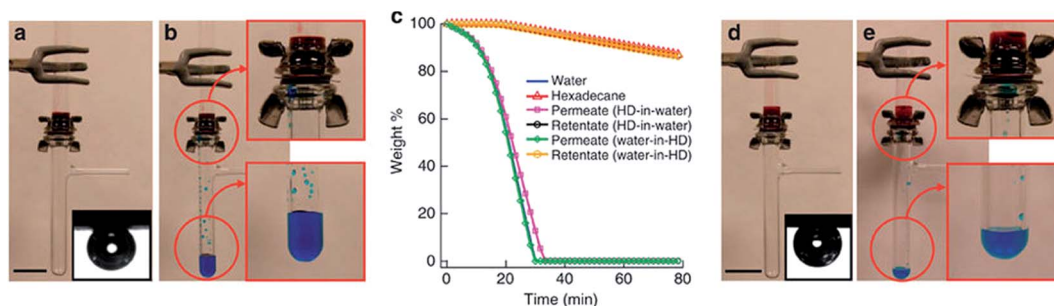 a
b
c
Weight %
100
80
60
40
20
0
Water
Hexadecane
Permeate (HD-in-water)
Retentate (HD-in-water)
Permeate (water-in-HD)
Retentate (water-in-HD)
0 20 40 60 80
Time (min)
d
e